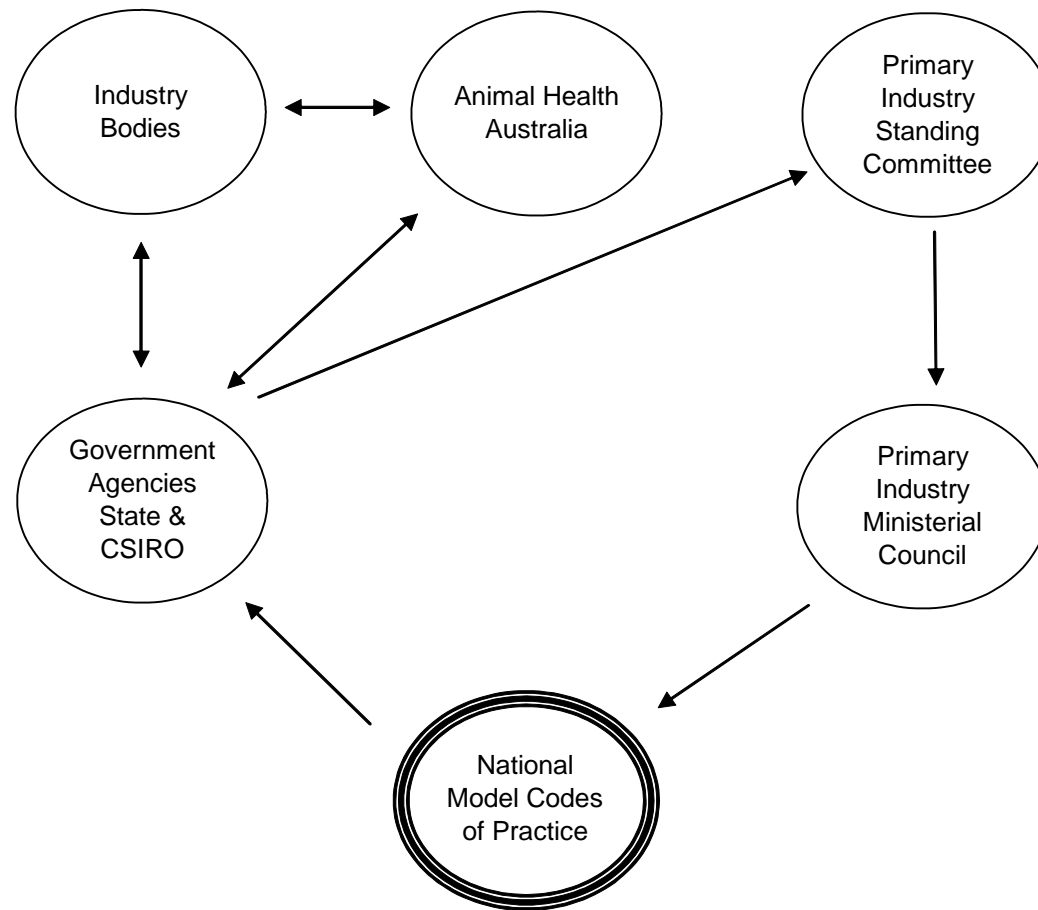 Industry
Bodies
Animal Health
Australia
Primary
Industry
Standing
Committee
Government
Agencies
State &
CSIRO
Primary
Industry
Ministerial
Council
National
Model Codes
of Practice